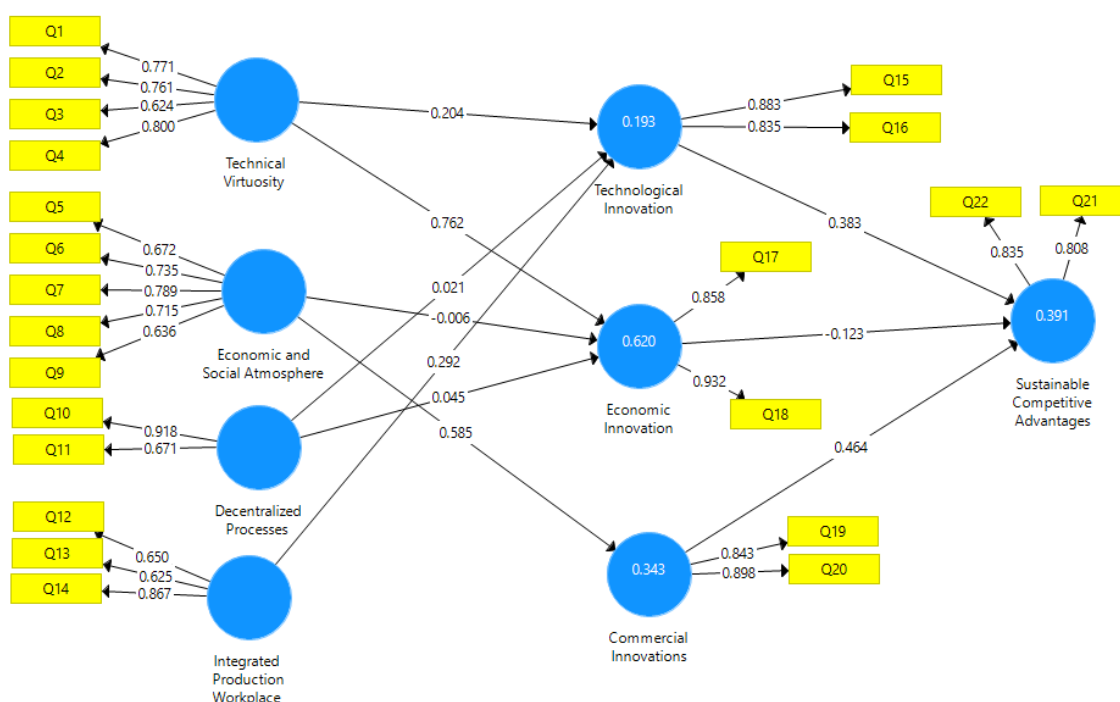 Q1
Q2
Q3
Q4
0.771
0.761
0.624
0.800
Technical
Virtuosity
Q5
Q6
Q7
Q8
Q9
0.672
0.735
0.789
0.715
0.636
Economic and
Social Atmosphere
Q10
Q11
0.918
0.671
Decentralized
Processes
Q12
Q13
Q14
0.650
0.625
0.867
Integrated
Production
Workplace
0.204
0.762
0.021
-0.006
0.292
0.045
0.585
0.193
Technological
Innovation
0.883
0.835
Q15
Q16
0.620
Economic
Innovation
0.858
0.932
Q17
Q18
0.343
Commercial
Innovations
0.843
0.898
Q19
Q20
0.383
-0.123
0.464
Q22
Q21
0.835
0.808
0.391
Sustainable
Competitive
Advantages